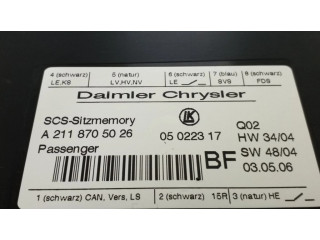 4 (schwarz) 5 (natur) 6 (schwarz) 7 (blau) 8 (schwarz)
LE,KS LV,HV,NV LE SVS FDS
Daimler Chrysler
SCS-Sitzmemory
A 211 870 50 26 05 0223 17 Q02
Passenger HW 34/04
BF SW 48/04
03.05.06
1 (schwarz) CAN, Vers, LS 2 (schwarz) 15R 3 (natur) HE